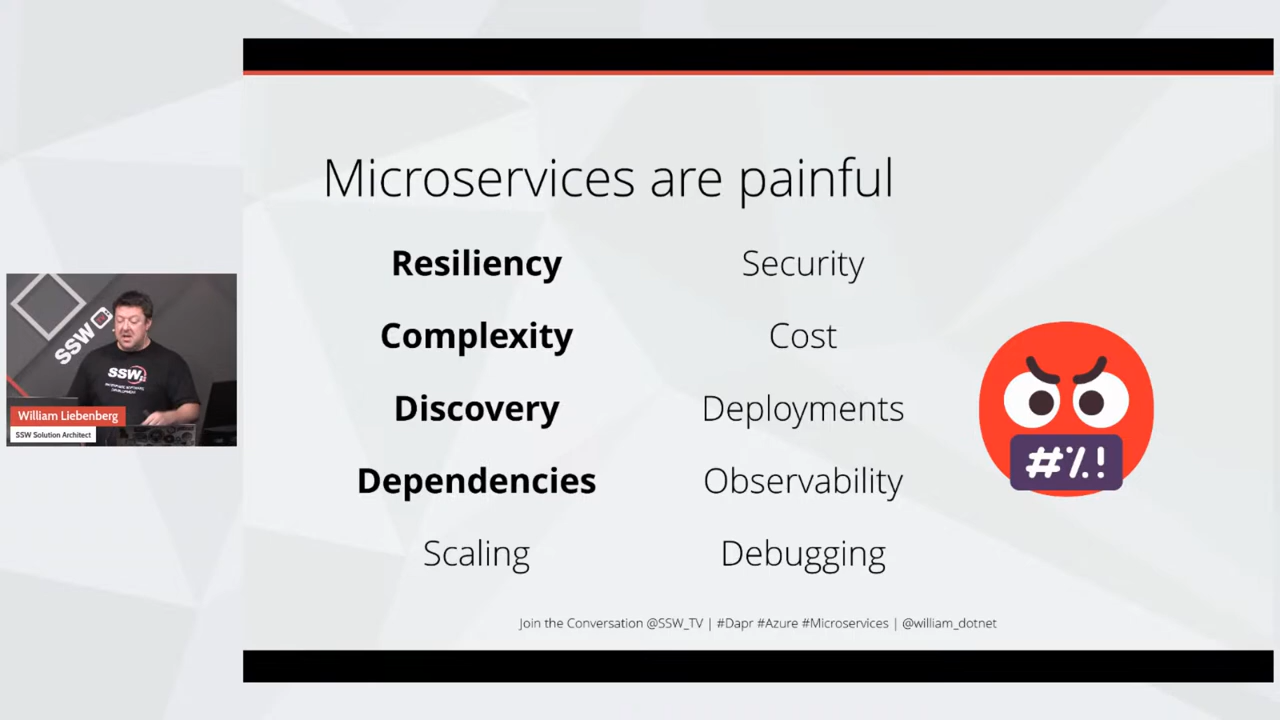 Microservices are painful
Resiliency
Security
Complexity
Cost
Discovery
Deployments
Dependencies
Observability
Scaling
Debugging
#%!
Join the Conversation @SSW_TV | #Dapr #Azure #Microservices | @william_dotnet
SSW
SSW
William Liebenberg
SSW Solution Architect